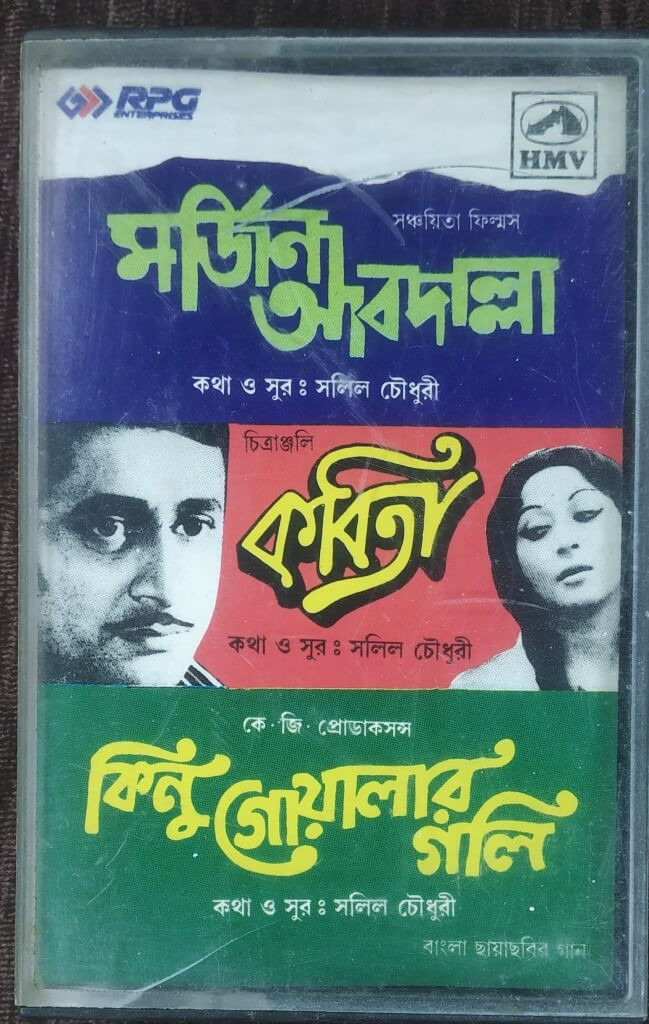 RPG
ENTERPRISES
HMV
সঞ্চয়িতা ফিল্মস্
মর্জিনা
আবদাল্লা
কথা ও সুর : সলিল চৌধুরী
চিত্রাঞ্জলি
কবিতা
কথা ও সুর : সলিল চৌধুরী
কে · জি · প্রোডাকসন্স
কিনু গোয়ালার
গলি
কথা ও সুর : সলিল চৌধুরী
বাংলা ছায়াছবির গান